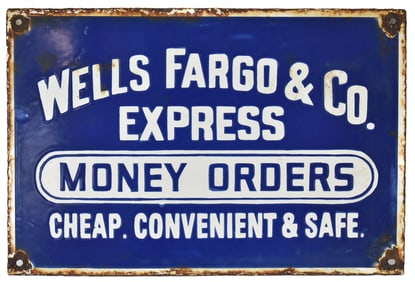 WELLS FARGO & CO.
EXPRESS
MONEY ORDERS
CHEAP. CONVENIENT & SAFE.